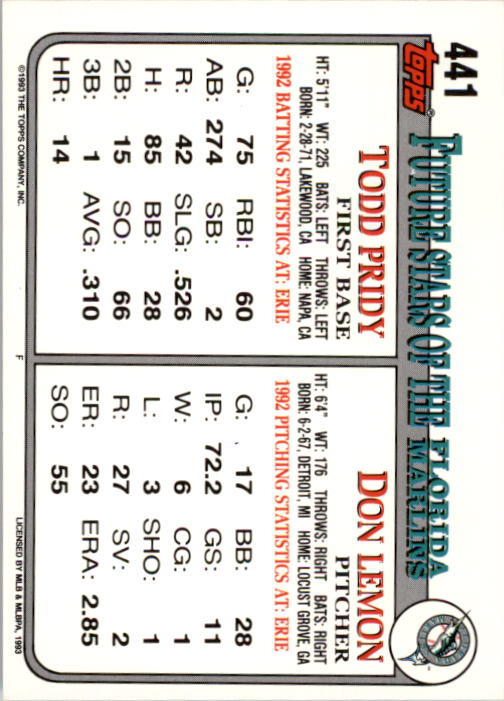 441
TOPPS®
FUTURE STARS OF THE FLORIDA MARLINS
TODD PRIDY
FIRST BASE
HT: 5'11" WT: 225 BATS: LEFT THROWS: LEFT
BORN: 2-28-71, LAKEWOOD, CA HOME: NAPA, CA
1992 BATTING STATISTICS AT: ERIE
G: 75 RBI: 60
AB: 274 SB: 2
R: 42 SLG: .526
H: 85 BB: 28
2B: 15 SO: 66
3B: 1 AVG: .310
HR: 14
DON LEMON
PITCHER
HT: 6'4" WT: 176 THROWS: RIGHT BATS: RIGHT
BORN: 6-2-67, DETROIT, MI HOME: LOCUST GROVE, GA
1992 PITCHING STATISTICS AT: ERIE
G: 17 BB: 28
IP: 72.2 GS: 11
W: 6 CG: 1
L: 3 SHO: 1
R: 27 SV: 2
ER: 23 ERA: 2.85
SO: 55
©1993 THE TOPPS COMPANY, INC.
F
LICENSED BY MLB & MLBPA, 1993